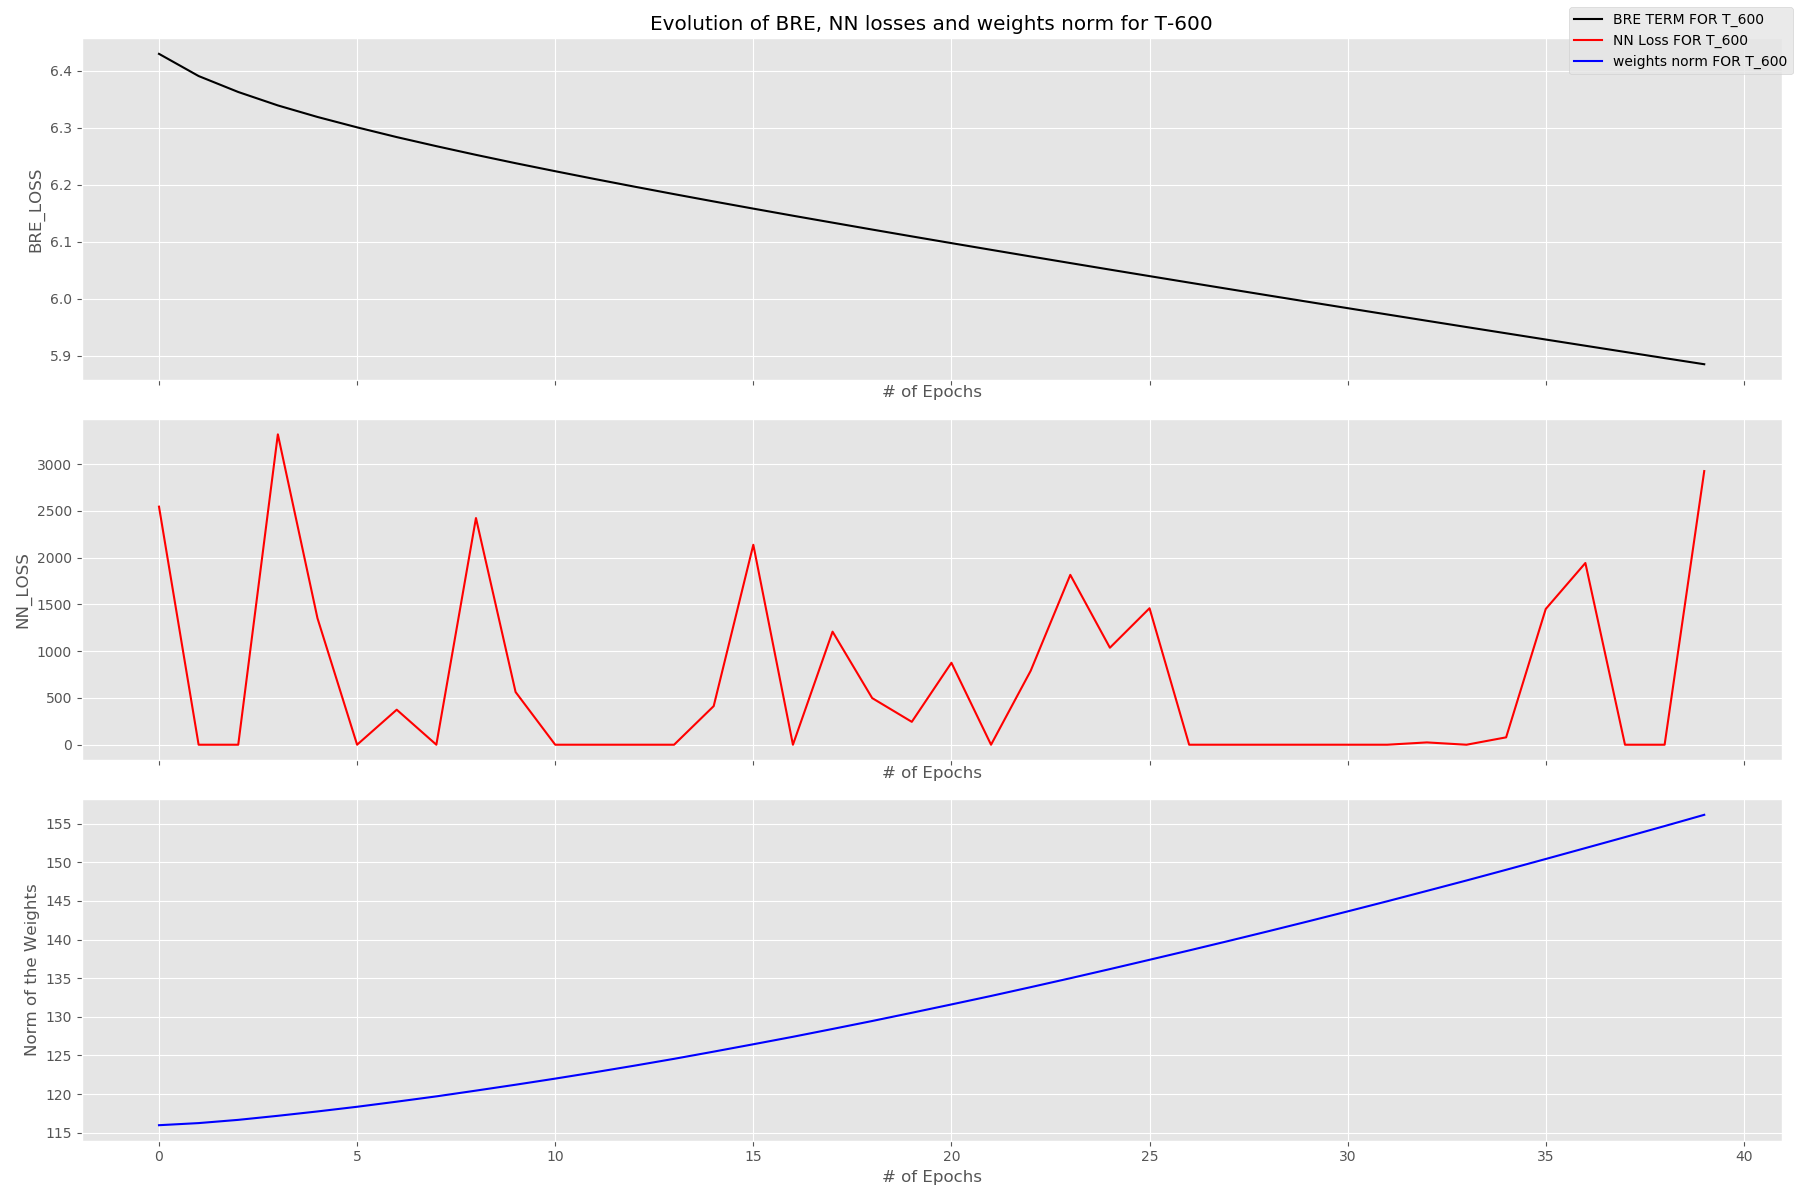 Evolution of BRE, NN losses and weights norm for T-600
BRE TERM FOR T_600
NN Loss FOR T_600
weights norm FOR T_600
BRE_LOSS
6.4
6.3
6.2
6.1
6.0
5.9
# of Epochs
NN_LOSS
3000
2500
2000
1500
1000
500
0
# of Epochs
Norm of the Weights
155
150
145
140
135
130
125
120
115
0 5 10 15 20 25 30 35 40
# of Epochs